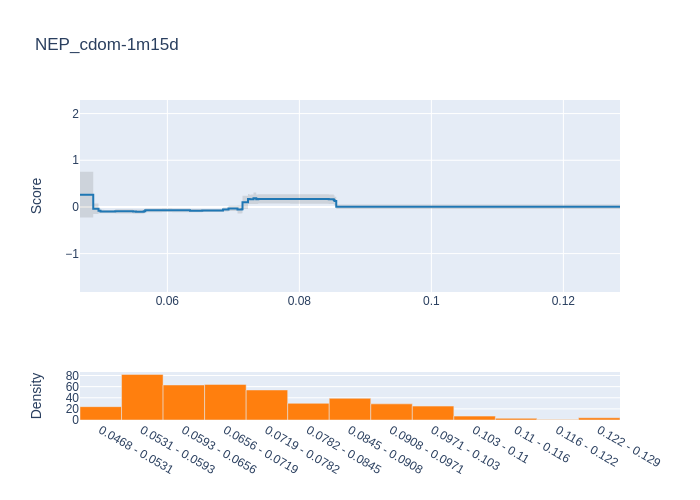 NEP_cdom-1m15d
2
1
0
−1
Score
0.06 0.08 0.1 0.12
80
60
40
20
0
Density
0.0468 - 0.0531
0.0531 - 0.0593
0.0593 - 0.0656
0.0656 - 0.0719
0.0719 - 0.0782
0.0782 - 0.0845
0.0845 - 0.0908
0.0908 - 0.0971
0.0971 - 0.103
0.103 - 0.11
0.11 - 0.116
0.116 - 0.122
0.122 - 0.129